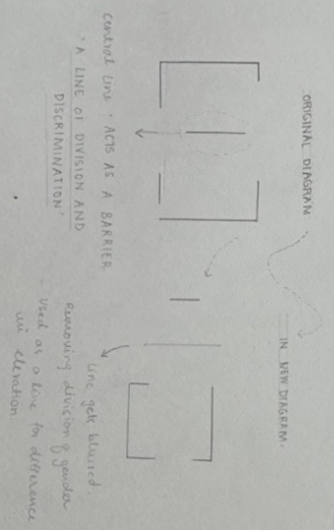 ORIGINAL DIAGRAM
IN NEW DIAGRAM.
central line : ACTS AS A BARRIER
'A LINE OF DIVISION AND
DISCRIMINATION'
line gets blurred.
Removing division of gender
- used as a line for difference
in elevation.